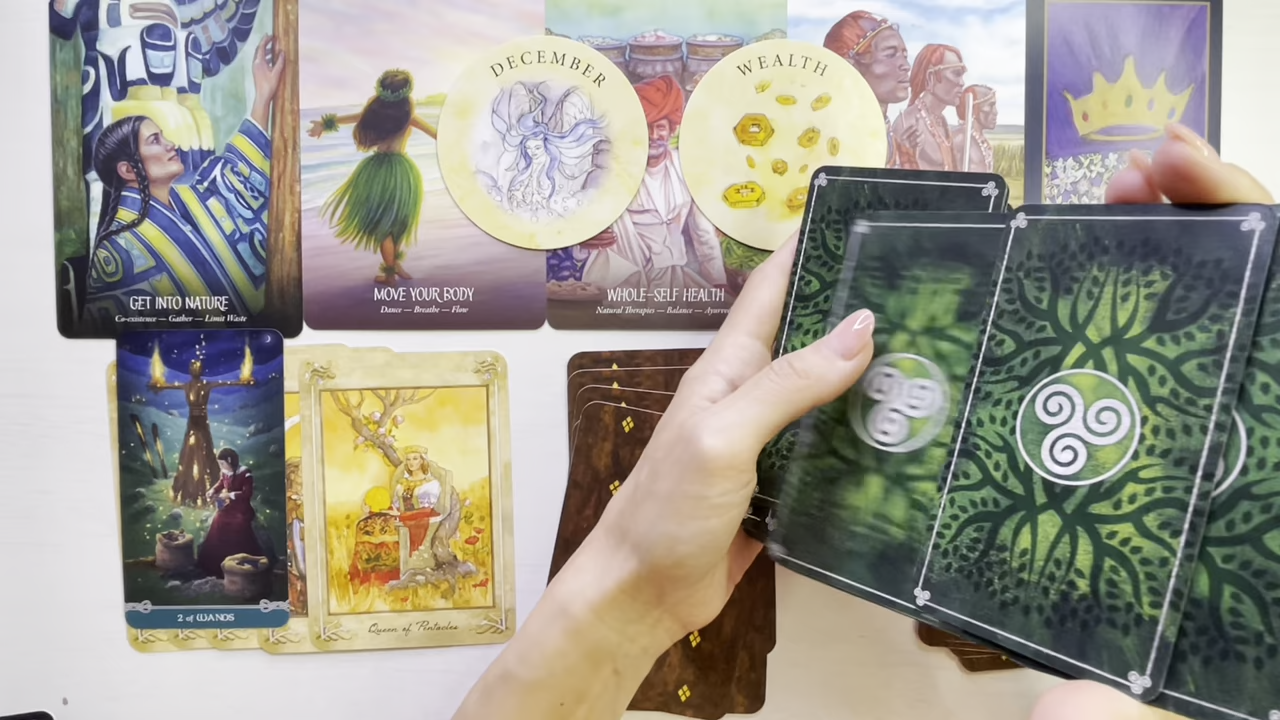 DECEMBER
WEALTH
GET INTO NATURE
Co-existence — Gather — Limit Waste
MOVE YOUR BODY
Dance — Breathe — Flow
WHOLE-SELF HEALTH
Natural Therapies — Balance —
2 of WANDS
Queen of Pentacles